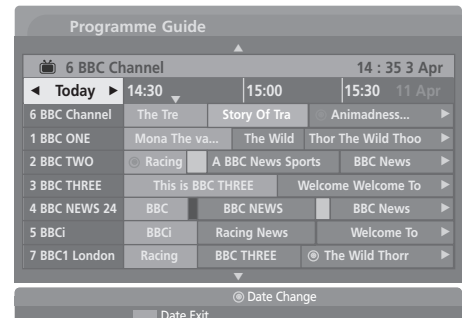 Programme Guide
6 BBC Channel 14 : 35 3 Apr
Today 14:30 15:00 15:30 11 Apr
6 BBC Channel The Tre Story Of Tra Animadness...
1 BBC ONE Mona The va... The Wild Thor The Wild Thoo
2 BBC TWO Racing A BBC News Sports BBC News
3 BBC THREE This is BBC THREE Welcome Welcome To
4 BBC NEWS 24 BBC BBC NEWS BBC News
5 BBCi BBCi Racing News Welcome To
7 BBC1 London Racing BBC THREE The Wild Thorr
Date Change
Date Exit